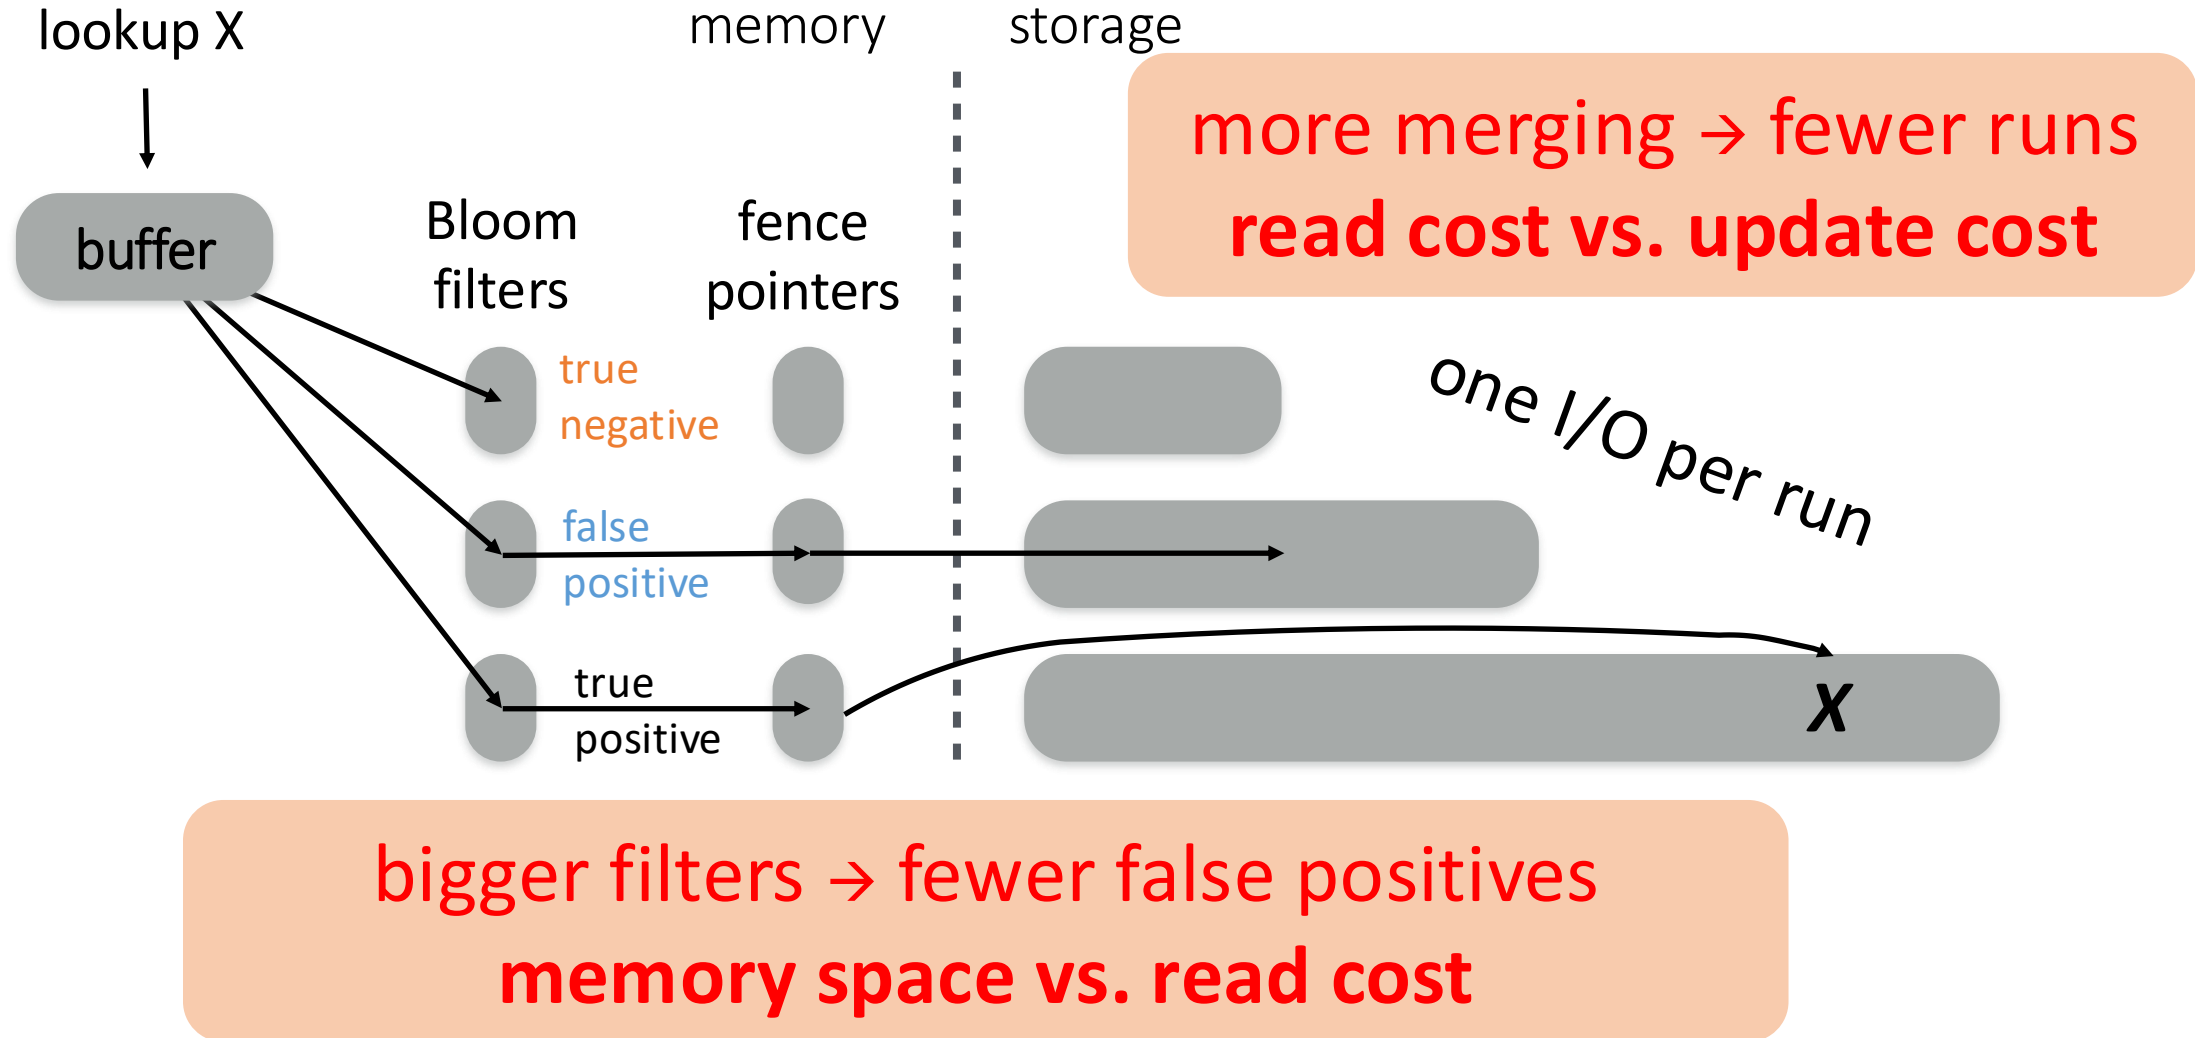 lookup X
memory
storage
more merging → fewer runs
read cost vs. update cost
buffer
Bloom
filters
fence
pointers
true
negative
one I/O per run
false
positive
true
positive
X
bigger filters → fewer false positives
memory space vs. read cost